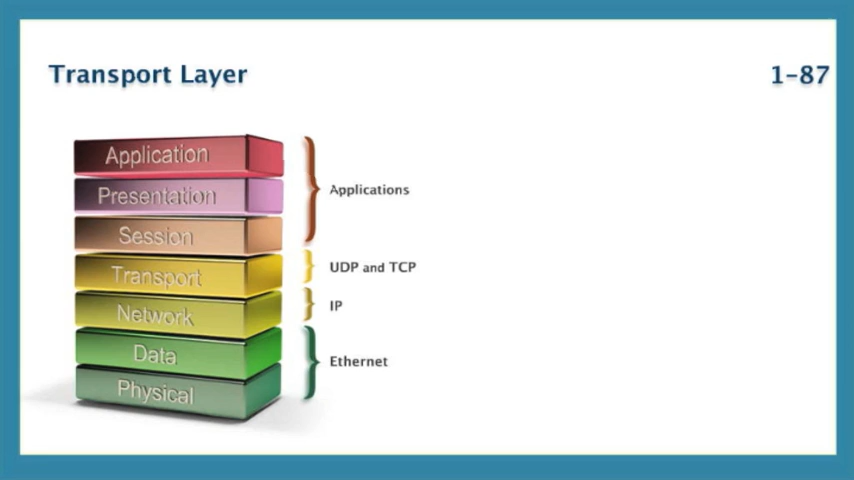 Transport Layer
1-87
Application
Presentation
Session
Transport
Network
Data
Physical
Applications
UDP and TCP
IP
Ethernet